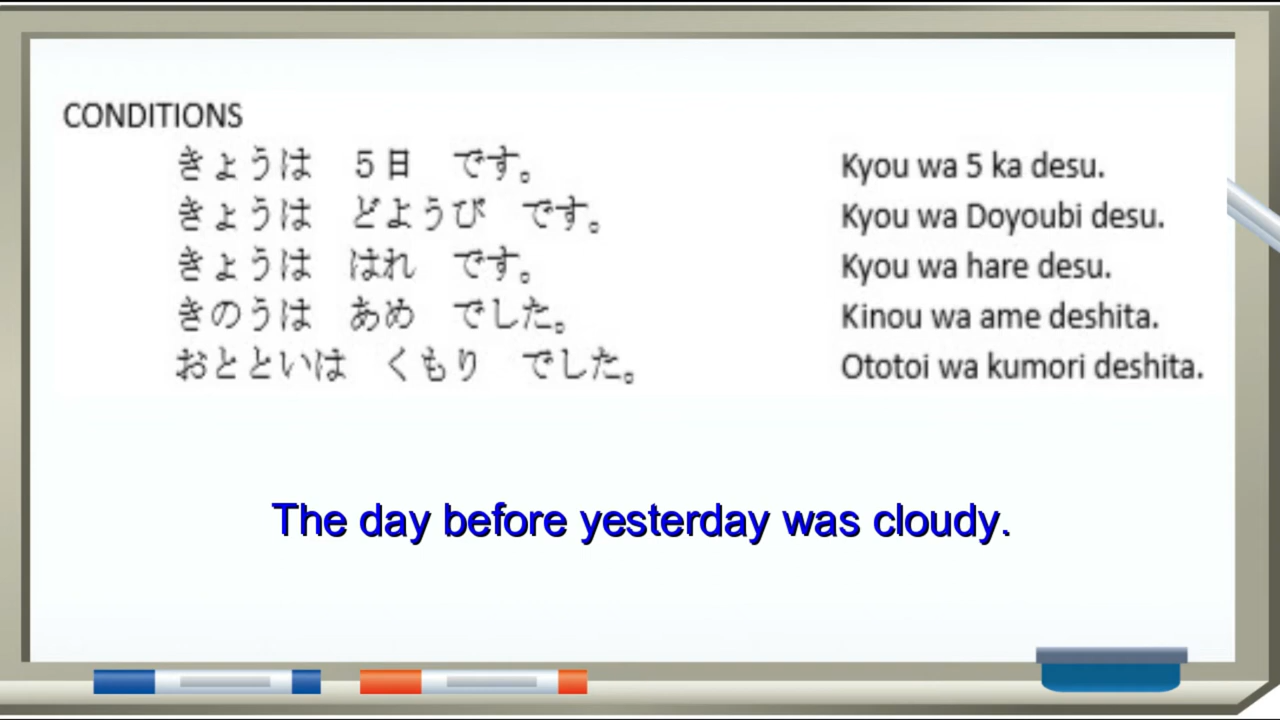 CONDITIONS
きょうは　５日　です。 Kyou wa 5 ka desu.
きょうは　どようび　です。 Kyou wa Doyoubi desu.
きょうは　はれ　です。 Kyou wa hare desu.
きのうは　あめ　でした。 Kinou wa ame deshita.
おとといは　くもり　でした。 Ototoi wa kumori deshita.
The day before yesterday was cloudy.